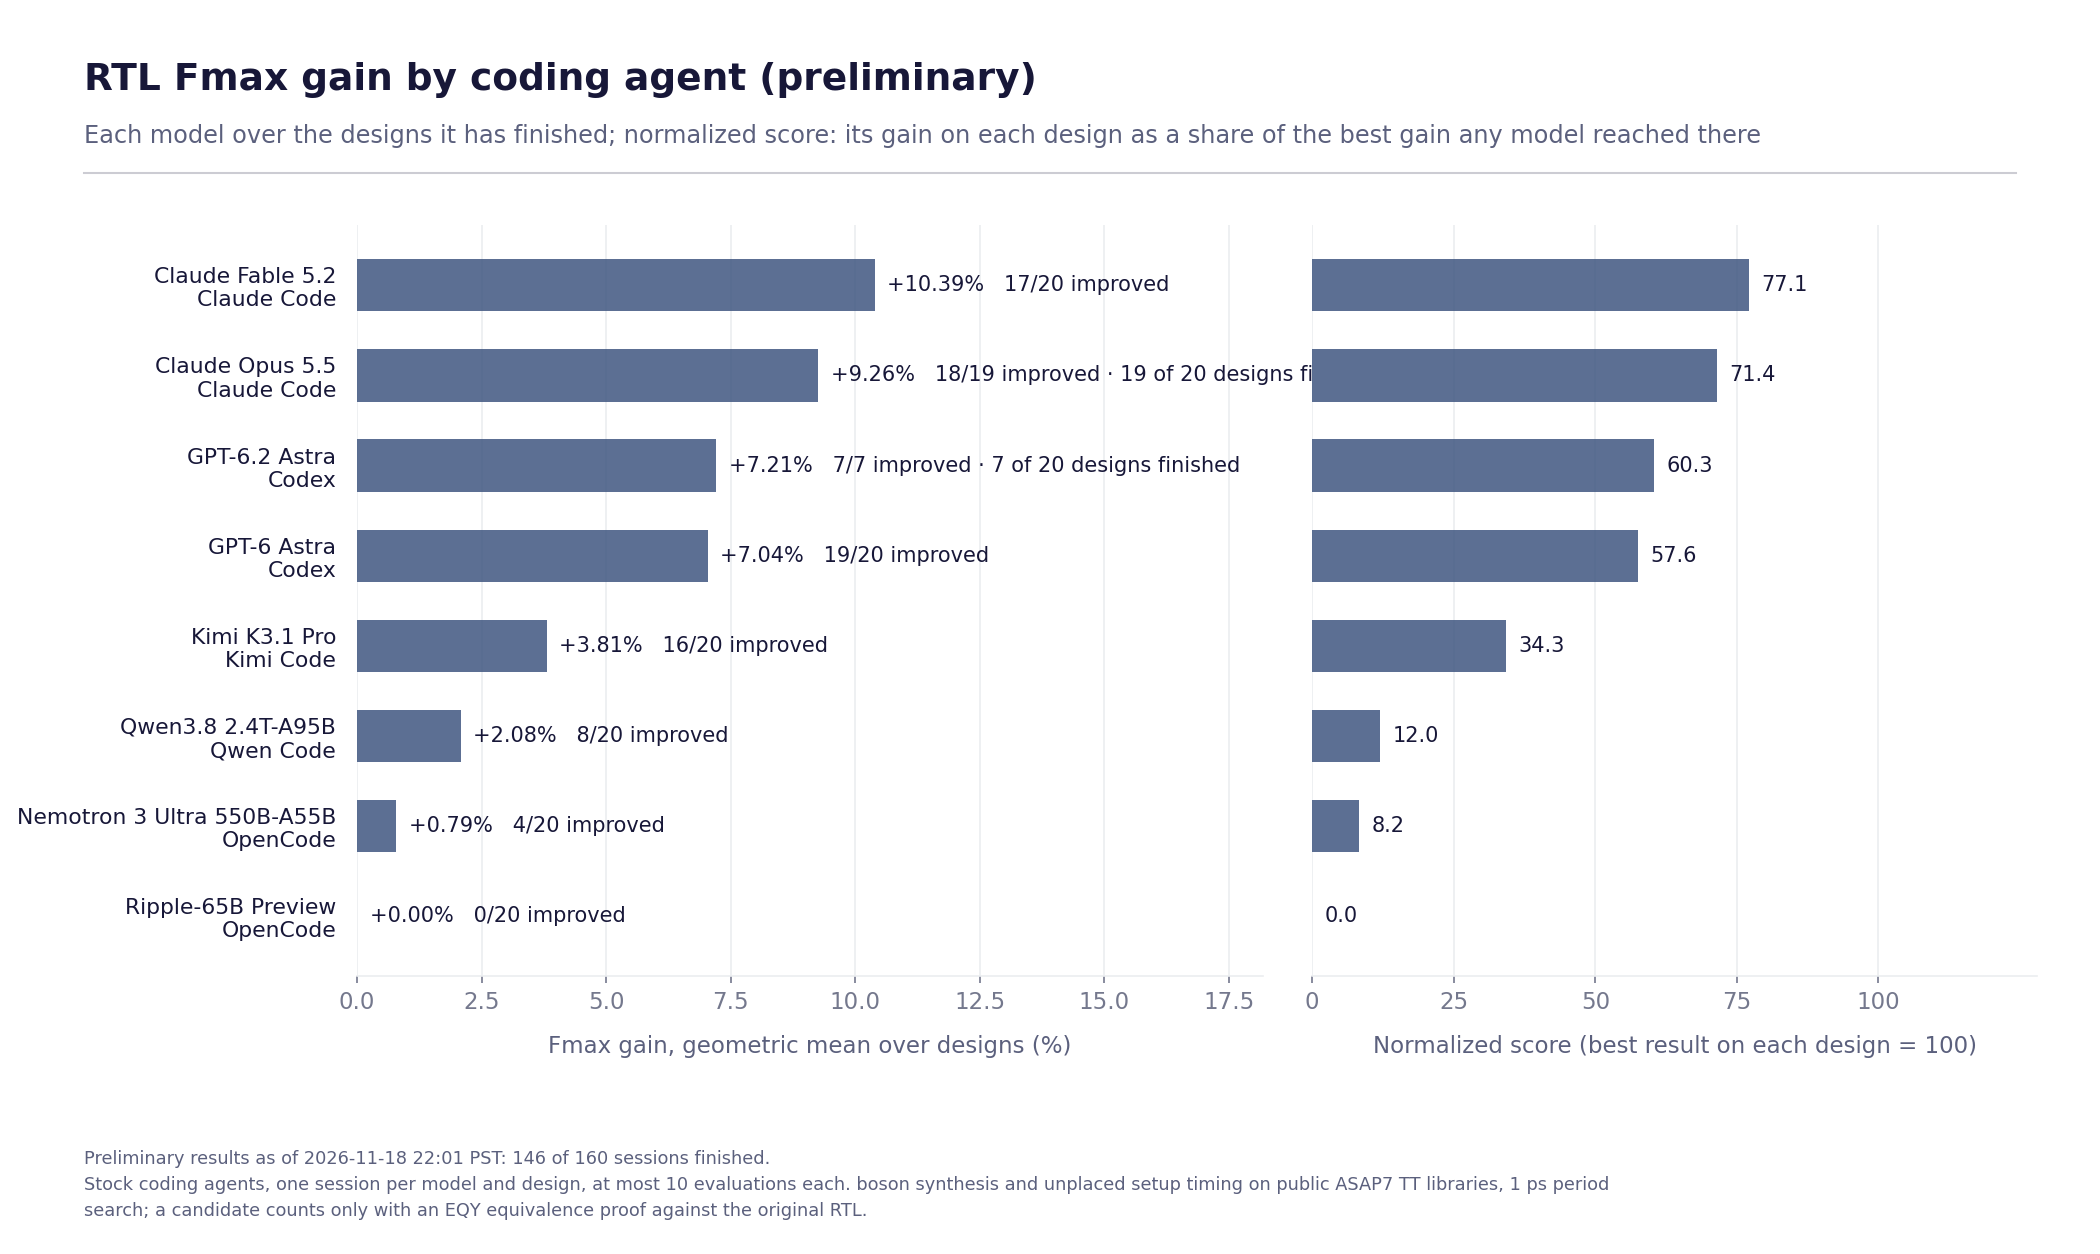 RTL Fmax gain by coding agent (preliminary)
Each model over the designs it has finished; normalized score: its gain on each design as a share of the best gain any model reached there
Claude Fable 5.2
Claude Code
+10.39% 17/20 improved
77.1
Claude Opus 5.5
Claude Code
+9.26% 18/19 improved · 19 of 20 designs fi
71.4
GPT-6.2 Astra
Codex
+7.21% 7/7 improved · 7 of 20 designs finished
60.3
GPT-6 Astra
Codex
+7.04% 19/20 improved
57.6
Kimi K3.1 Pro
Kimi Code
+3.81% 16/20 improved
34.3
Qwen3.8 2.4T-A95B
Qwen Code
+2.08% 8/20 improved
12.0
Nemotron 3 Ultra 550B-A55B
OpenCode
+0.79% 4/20 improved
8.2
Ripple-65B Preview
OpenCode
+0.00% 0/20 improved
0.0
0.0 2.5 5.0 7.5 10.0 12.5 15.0 17.5
0 25 50 75 100
Fmax gain, geometric mean over designs (%)
Normalized score (best result on each design = 100)
Preliminary results as of 2026-11-18 22:01 PST: 146 of 160 sessions finished.
Stock coding agents, one session per model and design, at most 10 evaluations each. boson synthesis and unplaced setup timing on public ASAP7 TT libraries, 1 ps period
search; a candidate counts only with an EQY equivalence proof against the original RTL.